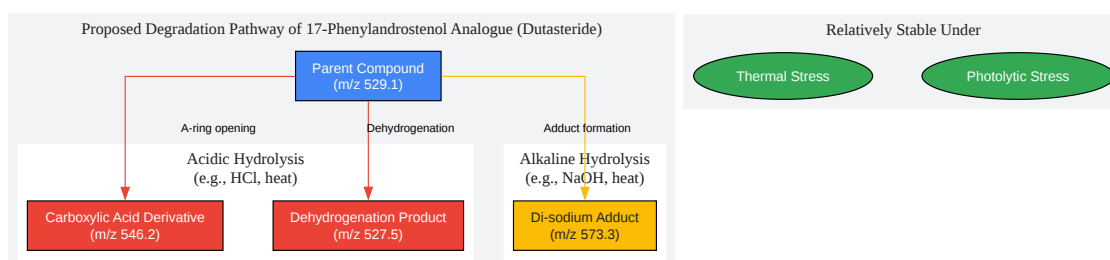 Proposed Degradation Pathway of 17-Phenylandrostenol Analogue (Dutasteride)
Relatively Stable Under
Parent Compound
(m/z 529.1)
Thermal Stress
Photolytic Stress
A-ring opening
Dehydrogenation
Adduct formation
Acidic Hydrolysis
(e.g., HCl, heat)
Alkaline Hydrolysis
(e.g., NaOH, heat)
Carboxylic Acid Derivative
(m/z 546.2)
Dehydrogenation Product
(m/z 527.5)
Di-sodium Adduct
(m/z 573.3)